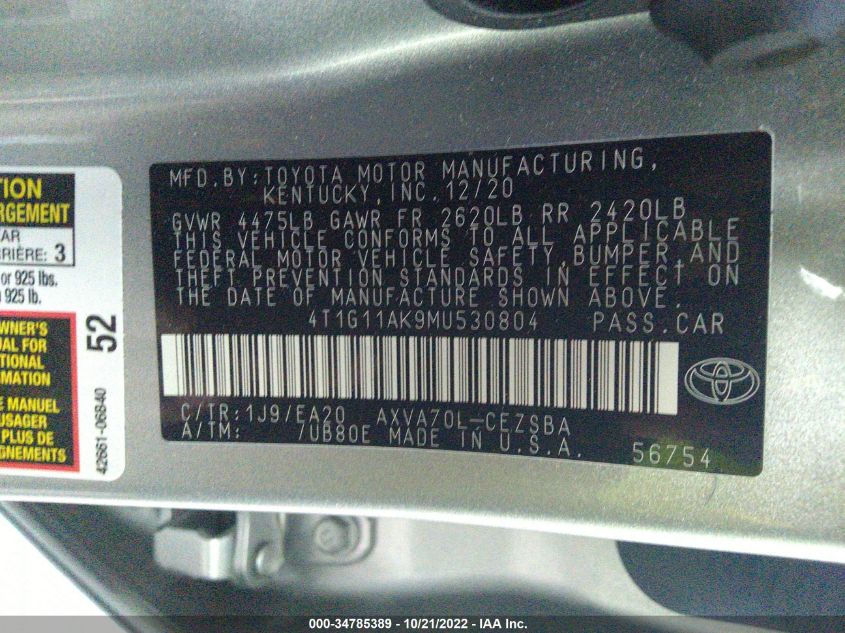 TION
RGEMENT
AR
RRIÈRE: 3
or 925 lbs.
925 lb.
WNER'S
UAL FOR
TIONAL
RMATION
E MANUEL
USAGER
PLUS DE
GNEMENTS
52
42661-06840
MFD.BY: TOYOTA MOTOR MANUFACTURING,
KENTUCKY, INC. 12/20
GVWR 4475LB GAWR FR 2620LB RR 2420LB
THIS VEHICLE CONFORMS TO ALL APPLICABLE
FEDERAL MOTOR VEHICLE SAFETY, BUMPER, AND
THEFT PREVENTION STANDARDS IN EFFECT ON
THE DATE OF MANUFACTURE SHOWN ABOVE.
4T1G11AK9MU530804 PASS.CAR
C/TR: 1J9/EA20 AXVA70L-CEZSBA
A/TM: /UB80E MADE IN U.S.A.
56754
000-34785389 - 10/21/2022 - IAA Inc.